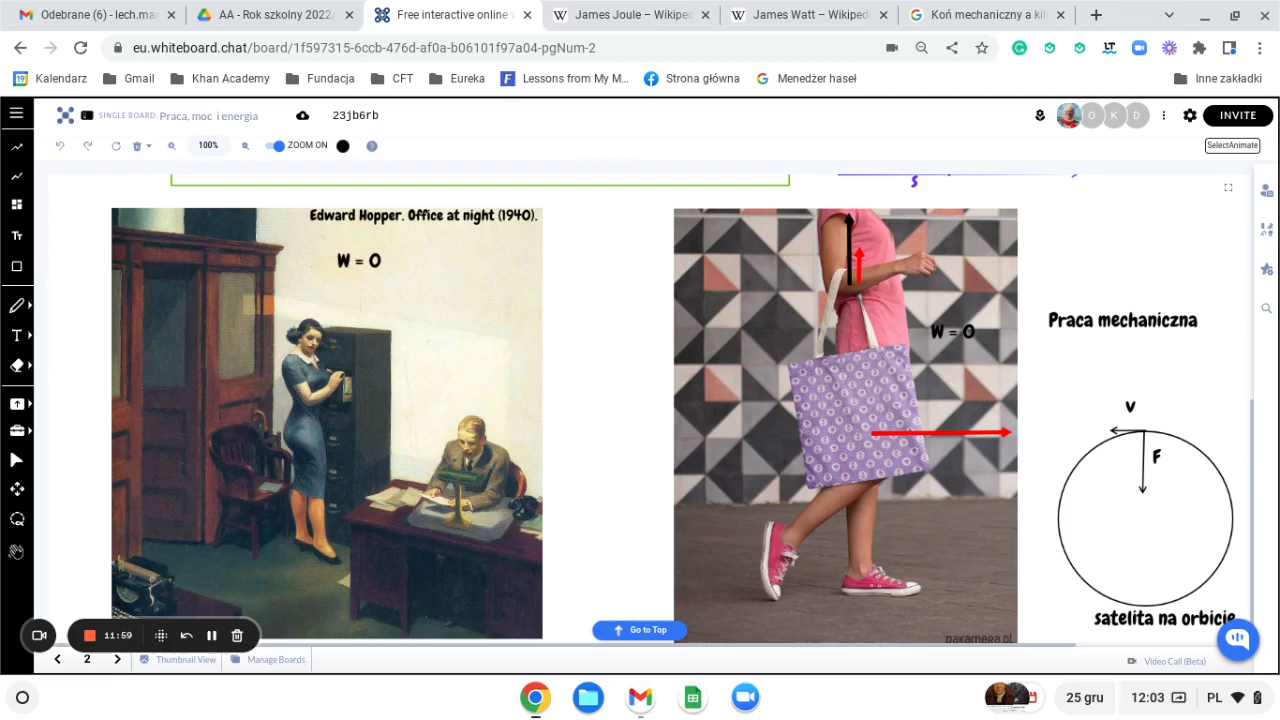 Odebrane (6) - lech.ma
AA - Rok szkolny 2022/
Free interactive online w
James Joule – Wikiped
James Watt – Wikipedi
Koń mechaniczny a kilo
eu.whiteboard.chat/board/1f597315-6ccb-476d-af0a-b06101f97a04-pgNum-2
Kalendarz
Gmail
Khan Academy
Fundacja
CFT
Eureka
Lessons from My M...
Strona główna
Menedżer haseł
Inne zakładki
SINGLE BOARD: Praca, moc i energia
23jb6rb
O
K
D
INVITE
100%
ZOOM ON
SelectAnimate
s
Edward Hopper. Office at night (1940).
W = 0
W = 0
Praca mechaniczna
v
F
satelita na orbicie
pakamera.pl
Go to Top
11:59
2
Thumbnail View
Manage Boards
Video Call (Beta)
25 gru
12:03
PL